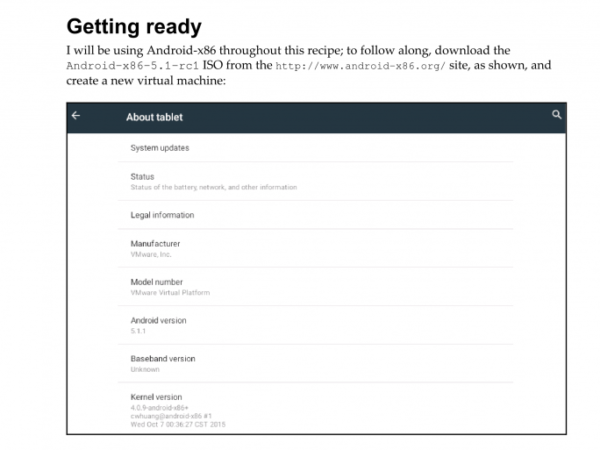 Getting ready
I will be using Android-x86 throughout this recipe; to follow along, download the
Android-x86-5.1-rc1 ISO from the http://www.android-x86.org/ site, as shown, and
create a new virtual machine:
About tablet
System updates
Status
Status of the battery, network, and other information
Legal information
Manufacturer
VMware, Inc.
Model number
VMware Virtual Platform
Android version
5.1.1
Baseband version
Unknown
Kernel version
4.0.9-android-x86+
cwhuang@android-x86 #1
Wed Oct 7 00:36:27 CST 2015